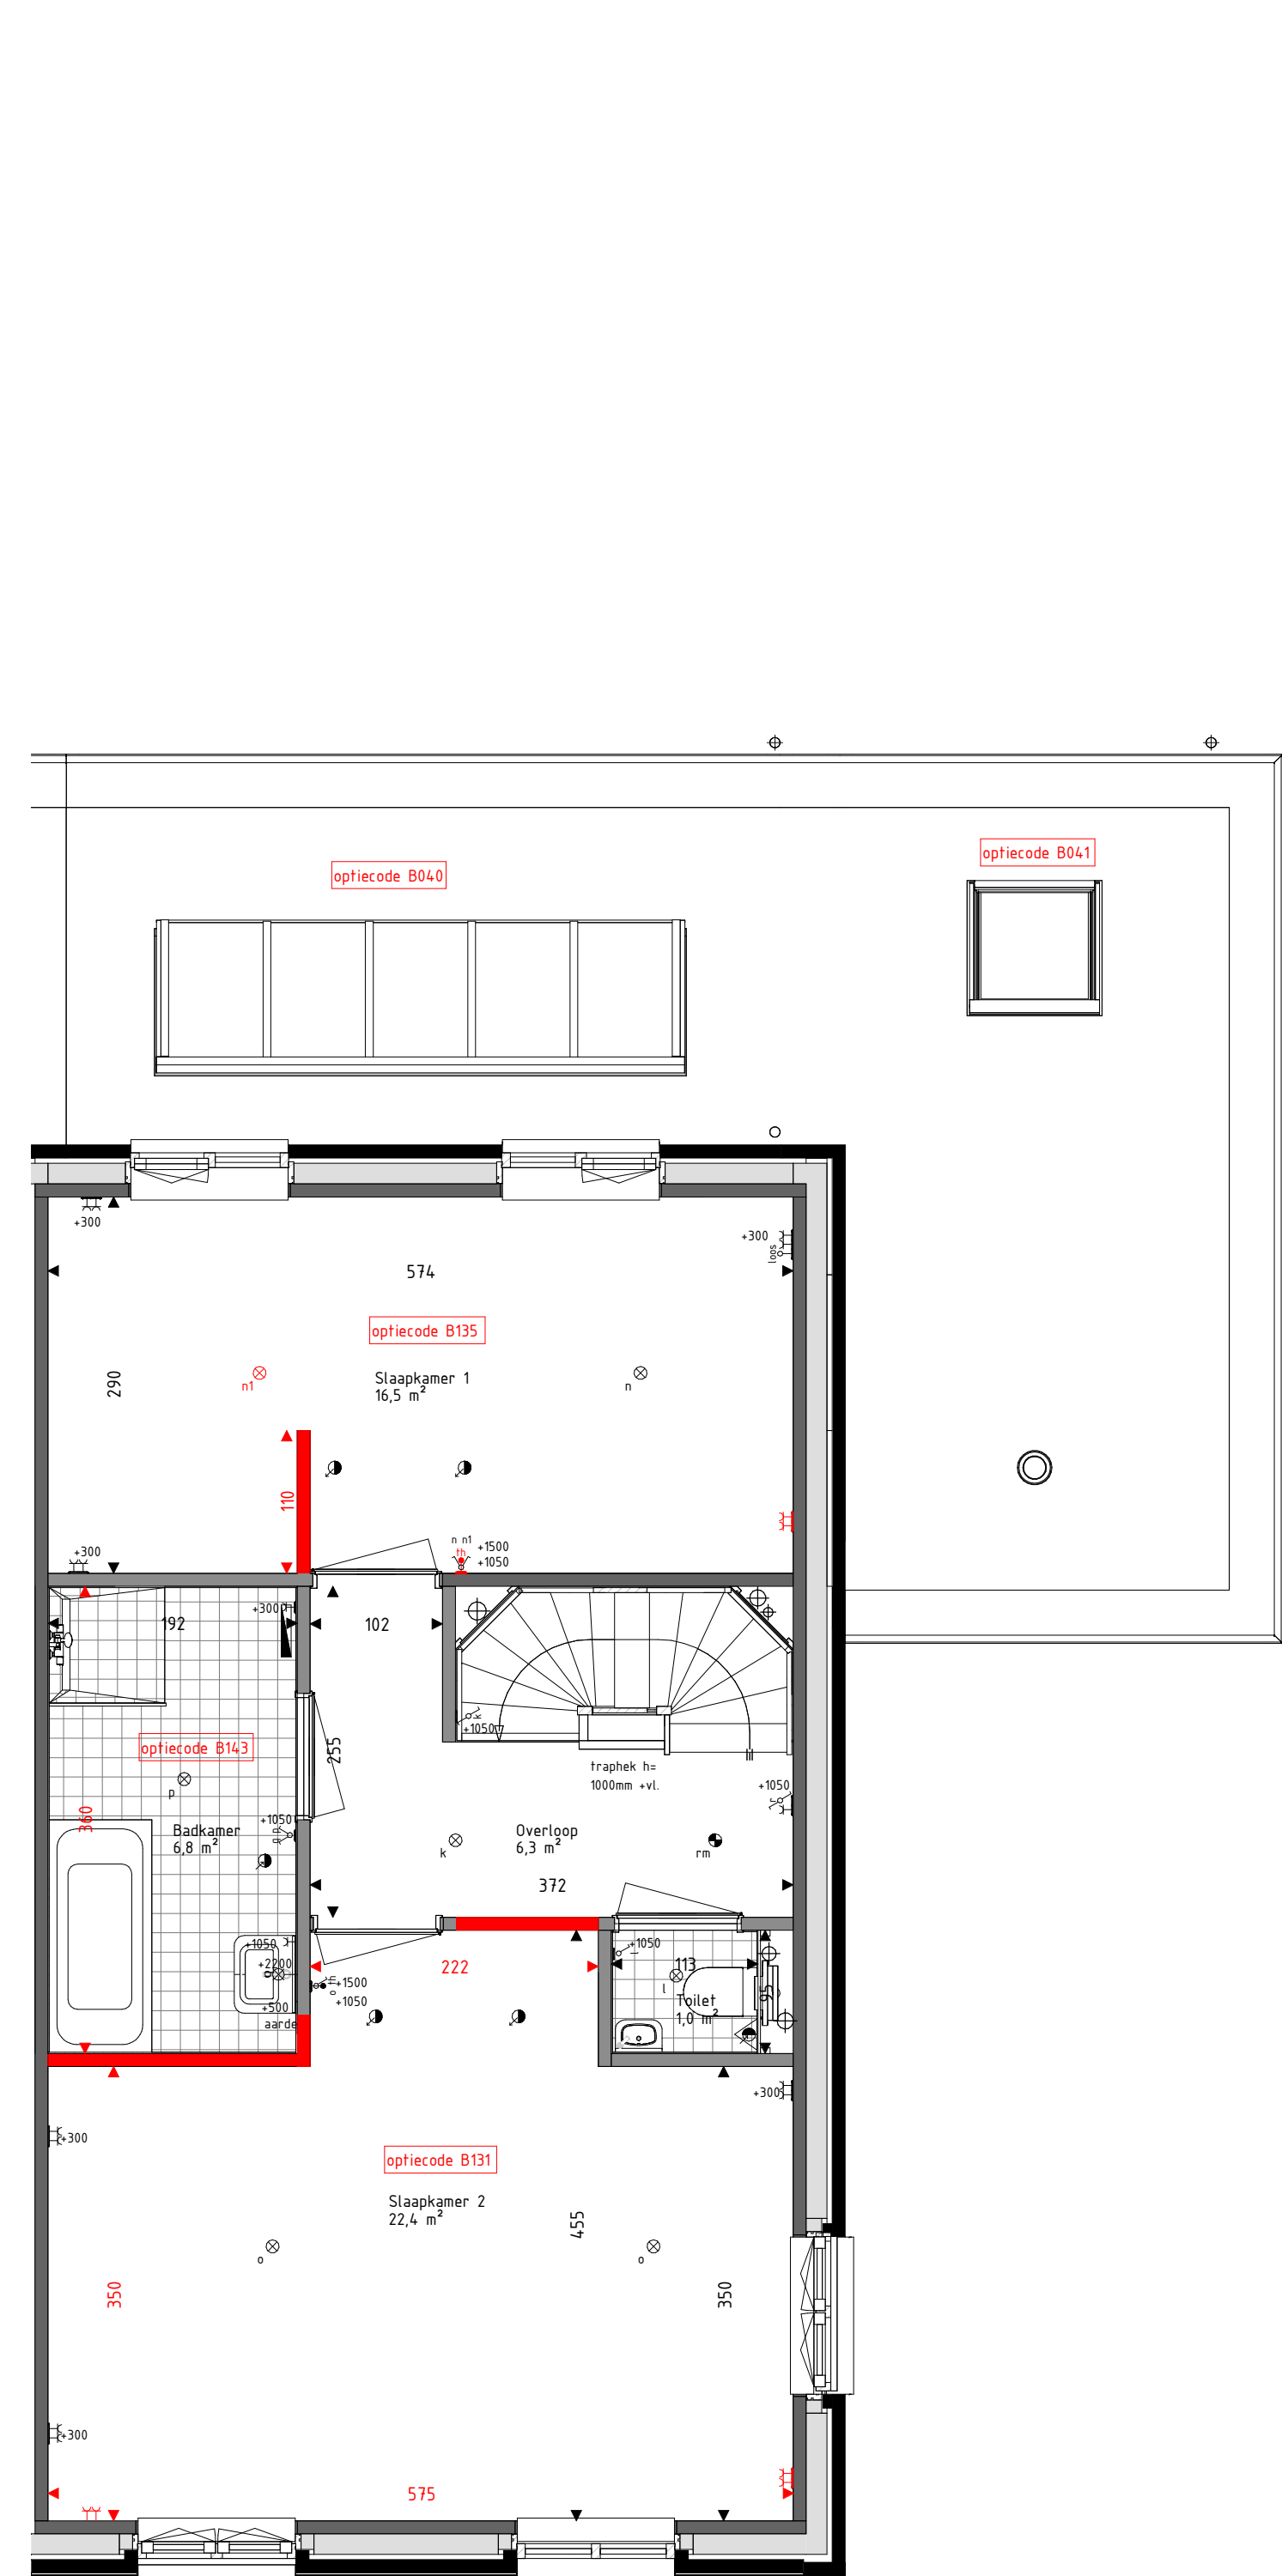 optiecode B041
optiecode B040
+300
+300
loos
574
optiecode B135
290
Slaapkamer 1
16,5 m²
n1
n
110
n n1
th
+1500
+1050
+300
192
+300
102
k
+1050
optiecode B143
255
traphek h=
1000mm +vl.
p
+1050
360
+1050
Badkamer
6,8 m²
Overloop
6,3 m²
k
rm
372
+1050
+2200
+500
aarde
222
o th
+1500
+1050
+1050
113
l
95
Toilet
1,0 m²
+300
+300
optiecode B131
Slaapkamer 2
22,4 m²
455
o
o
350
350
+300
575